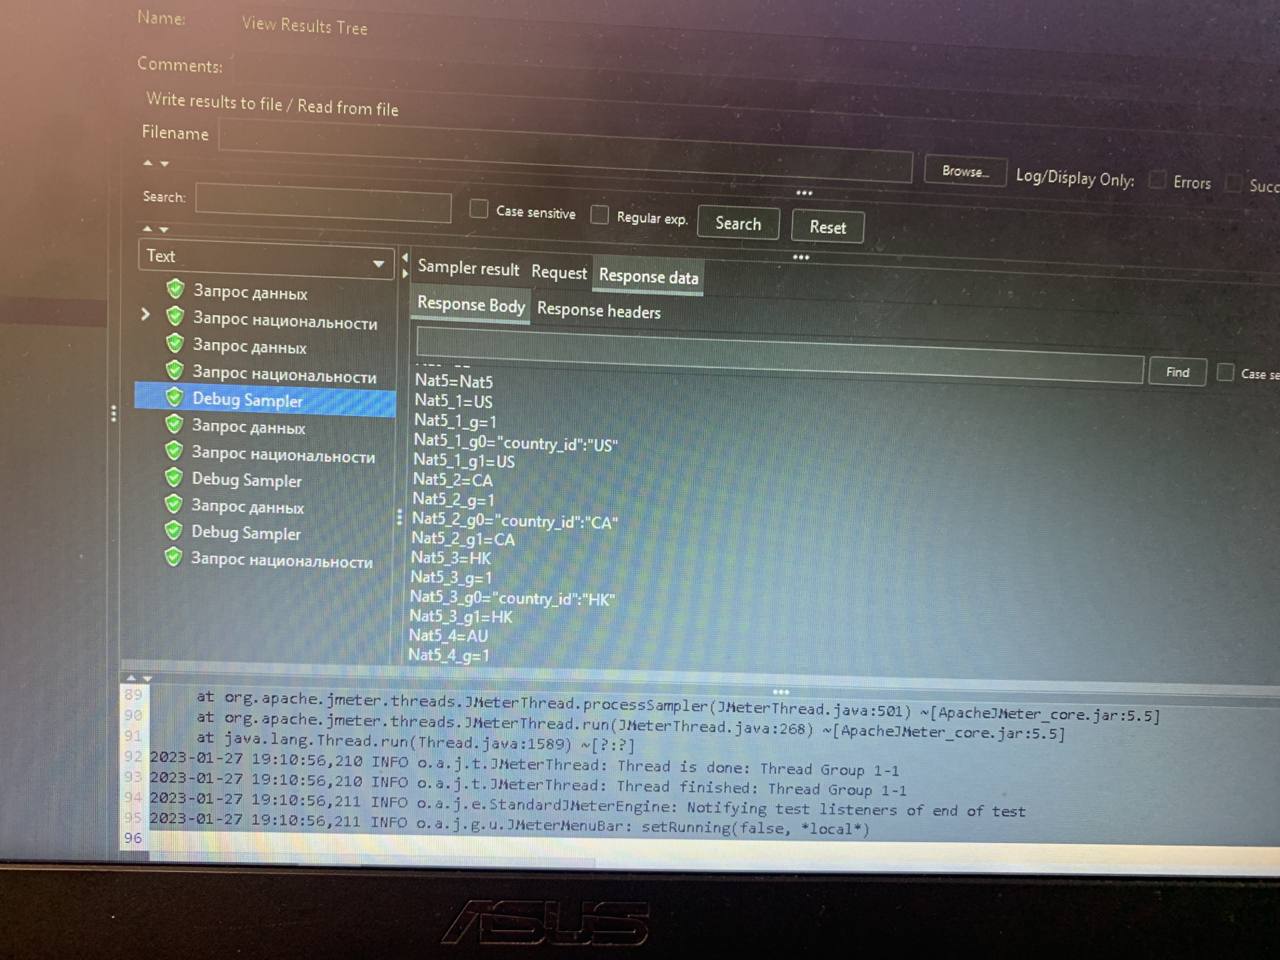 Name:
View Results Tree
Comments:
Write results to file / Read from file
Filename
Browse...
Log/Display Only:
Errors
Succ
Search:
Case sensitive
Regular exp.
Search
Reset
Text
Запрос данных
Запрос национальности
Запрос данных
Запрос национальности
Debug Sampler
Запрос данных
Запрос национальности
Debug Sampler
Запрос данных
Debug Sampler
Запрос национальности
Sampler result
Request
Response data
Response Body
Response headers
Find
Case se
Nat5=Nat5
Nat5_1=US
Nat5_1_g=1
Nat5_1_g0="country_id":"US"
Nat5_1_g1=US
Nat5_2=CA
Nat5_2_g=1
Nat5_2_g0="country_id":"CA"
Nat5_2_g1=CA
Nat5_3=HK
Nat5_3_g=1
Nat5_3_g0="country_id":"HK"
Nat5_3_g1=HK
Nat5_4=AU
Nat5_4_g=1
89 at org.apache.jmeter.threads.JMeterThread.processSampler(JMeterThread.java:501) ~[ApacheJMeter_core.jar:5.5]
90 at org.apache.jmeter.threads.JMeterThread.run(JMeterThread.java:268) ~[ApacheJMeter_core.jar:5.5]
91 at java.lang.Thread.run(Thread.java:1589) ~[?:?]
92 2023-01-27 19:10:56,210 INFO o.a.j.t.JMeterThread: Thread is done: Thread Group 1-1
93 2023-01-27 19:10:56,210 INFO o.a.j.t.JMeterThread: Thread finished: Thread Group 1-1
94 2023-01-27 19:10:56,211 INFO o.a.j.e.StandardJMeterEngine: Notifying test listeners of end of test
95 2023-01-27 19:10:56,211 INFO o.a.j.g.u.JMeterMenuBar: setRunning(false, *local*)
96
ASUS